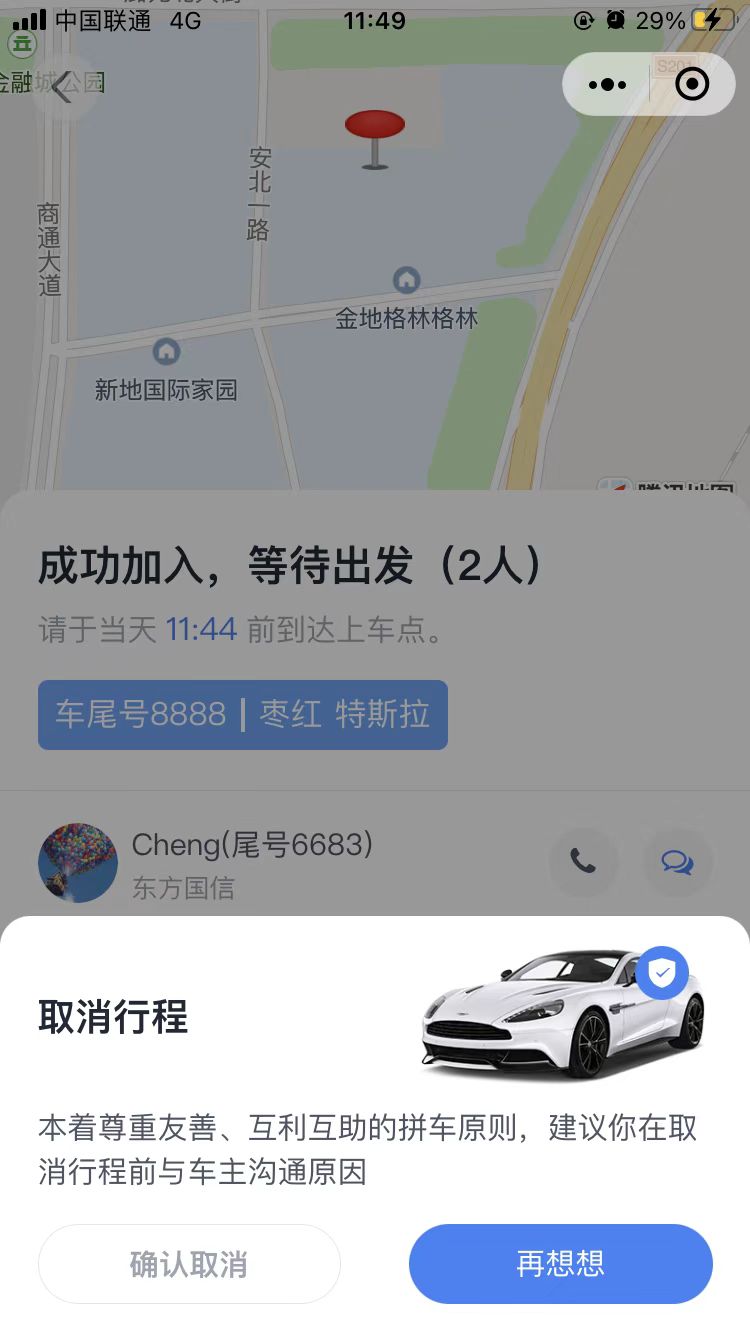 中国联通 4G
11:49
29%
金融城公园
S201
安北一路
商通大道
金地格林格林
新地国际家园
腾讯地图
成功加入，等待出发（2人）
请于当天 11:44 前到达上车点。
车尾号8888 | 枣红 特斯拉
Cheng(尾号6683)
东方国信
取消行程
本着尊重友善、互利互助的拼车原则，建议你在取
消行程前与车主沟通原因
确认取消
再想想